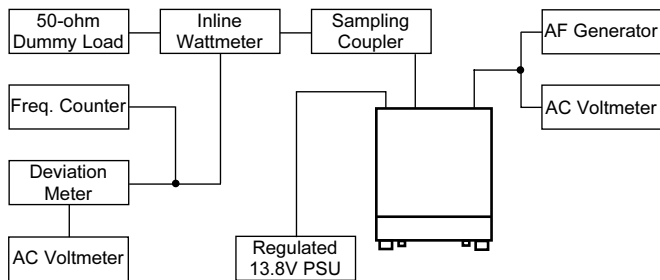 50-ohm
Dummy Load
Inline
Wattmeter
Sampling
Coupler
AF Generator
Freq. Counter
AC Voltmeter
Deviation
Meter
AC Voltmeter
Regulated
13.8V PSU